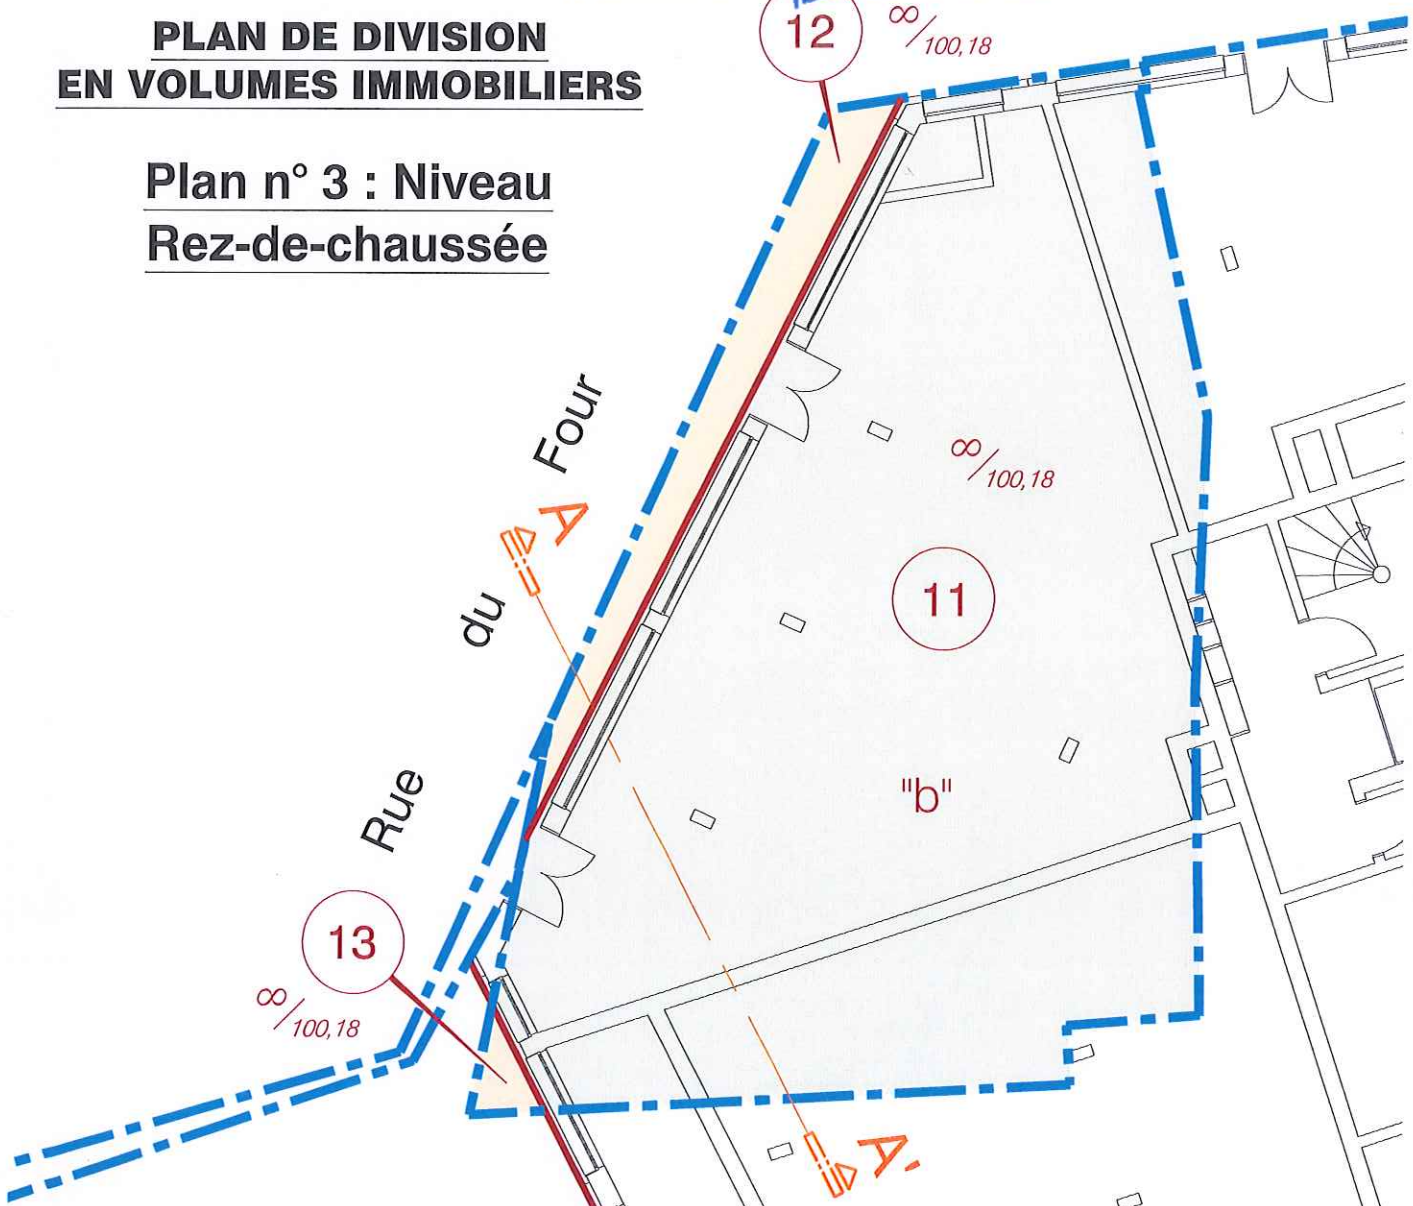 PLAN DE DIVISION
EN VOLUMES IMMOBILIERS
Plan n° 3 : Niveau
Rez-de-chaussée
12
∞/100,18
Rue du Four
A
∞/100,18
11
"b"
13
∞/100,18
A'